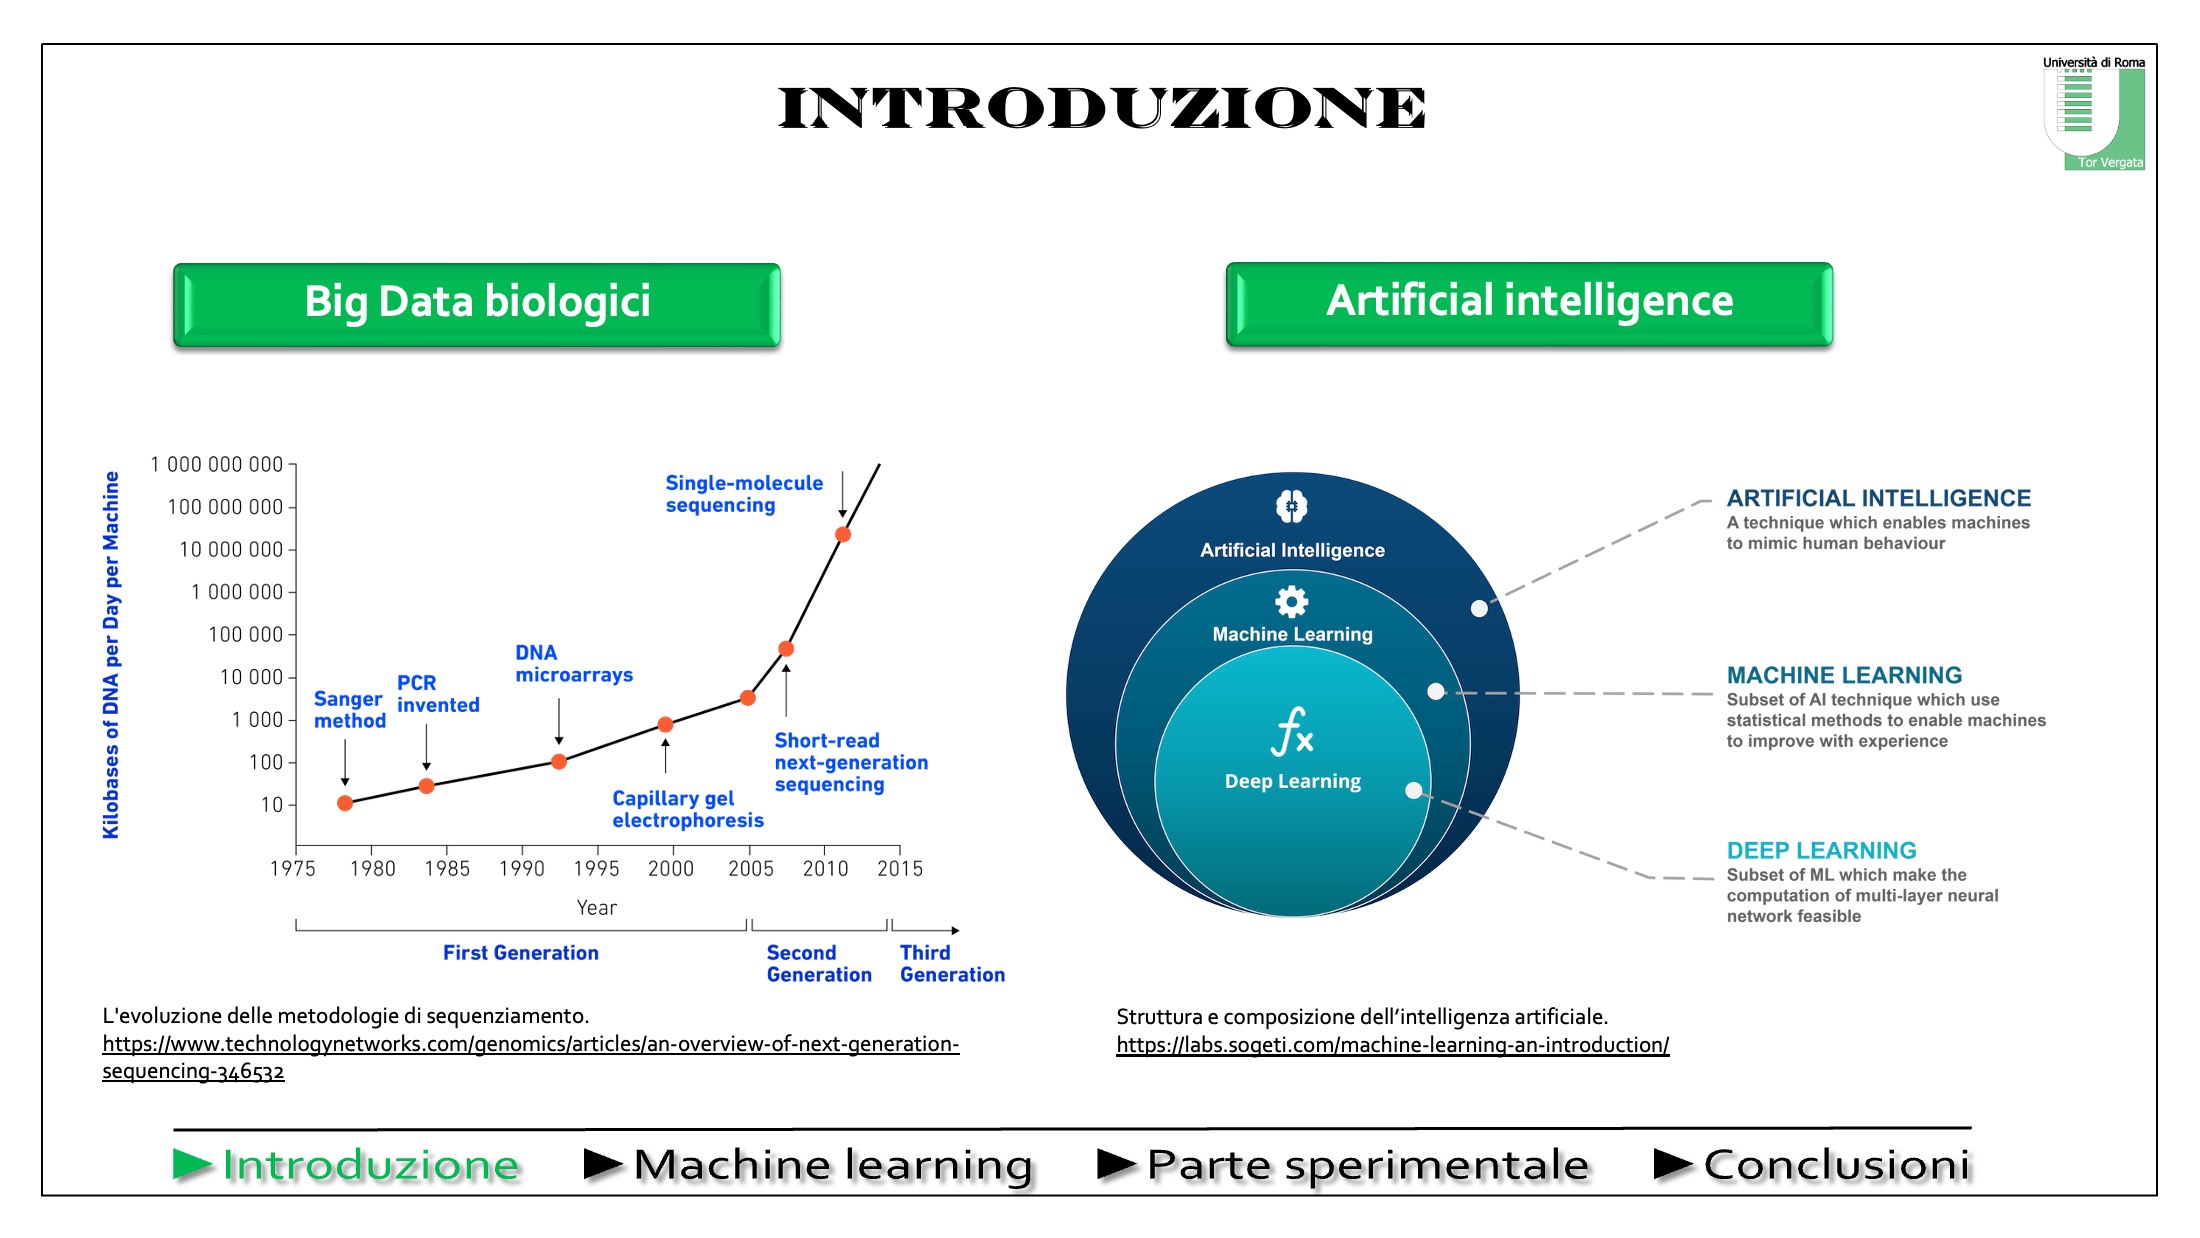 Università di Roma
Tor Vergata
INTRODUZIONE
Big Data biologici
Kilobases of DNA per Day per Machine
1 000 000 000
100 000 000
10 000 000
1 000 000
100 000
10 000
1 000
100
10
Sanger
method
PCR
invented
DNA
microarrays
Capillary gel
electrophoresis
Single-molecule
sequencing
Short-read
next-generation
sequencing
1975 1980 1985 1990 1995 2000 2005 2010 2015
Year
First Generation
Second
Generation
Third
Generation
L'evoluzione delle metodologie di sequenziamento.
https://www.technologynetworks.com/genomics/articles/an-overview-of-next-generation-
sequencing-346532
Artificial intelligence
Artificial Intelligence
Machine Learning
fx
Deep Learning
ARTIFICIAL INTELLIGENCE
A technique which enables machines
to mimic human behaviour
MACHINE LEARNING
Subset of AI technique which use
statistical methods to enable machines
to improve with experience
DEEP LEARNING
Subset of ML which make the
computation of multi-layer neural
network feasible
Struttura e composizione dell’intelligenza artificiale.
https://labs.sogeti.com/machine-learning-an-introduction/
Introduzione
Machine learning
Parte sperimentale
Conclusioni